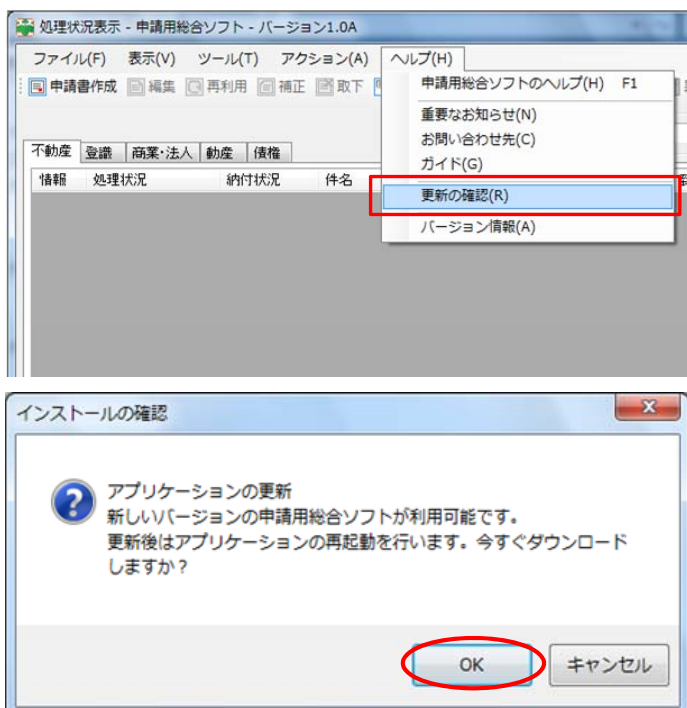 処理状況表示 - 申請用総合ソフト - バージョン1.0A
ファイル(F) 表示(V) ツール(T) アクション(A) ヘルプ(H)
申請書作成 編集 再利用 補正 取下
申請用総合ソフトのヘルプ(H) F1
重要なお知らせ(N)
お問い合わせ先(C)
ガイド(G)
更新の確認(R)
バージョン情報(A)
不動産 登識 商業・法人 動産 債権
情報 処理状況 納付状況 件名
インストールの確認
アプリケーションの更新
新しいバージョンの申請用総合ソフトが利用可能です。
更新後はアプリケーションの再起動を行います。今すぐダウンロード
しますか？
OK キャンセル